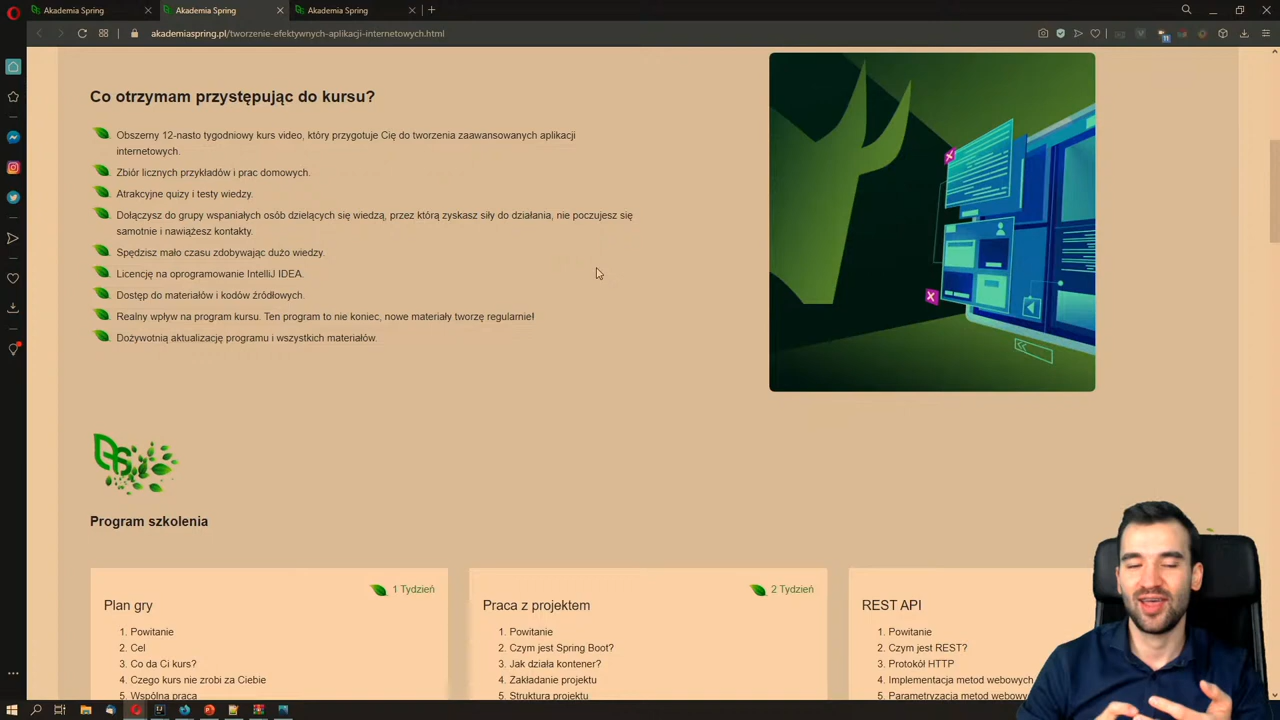 Akademia Spring
Akademia Spring
Akademia Spring
akademiaspring.pl/tworzenie-efektywnych-aplikacji-internetowych.html
11
Co otrzymam przystępując do kursu?
Obszerny 12-nasto tygodniowy kurs video, który przygotuje Cię do tworzenia zaawansowanych aplikacji
internetowych.
Zbiór licznych przykładów i prac domowych.
Atrakcyjne quizy i testy wiedzy.
Dołączysz do grupy wspaniałych osób dzielących się wiedzą, przez którą zyskasz siły do działania, nie poczujesz się
samotnie i nawiążesz kontakty.
Spędzisz mało czasu zdobywając dużo wiedzy.
Licencję na oprogramowanie IntelliJ IDEA.
Dostęp do materiałów i kodów źródłowych.
Realny wpływ na program kursu. Ten program to nie koniec, nowe materiały tworzę regularnie!
Dożywotnią aktualizację programu i wszystkich materiałów.
Program szkolenia
1 Tydzień
Plan gry
1. Powitanie
2. Cel
3. Co da Ci kurs?
4. Czego kurs nie zrobi za Ciebie
5. Wspólna praca
2 Tydzień
Praca z projektem
1. Powitanie
2. Czym jest Spring Boot?
3. Jak działa kontener?
4. Zakładanie projektu
5. Struktura projektu
REST API
1. Powitanie
2. Czym jest REST?
3. Protokół HTTP
4. Implementacja metod webowych
5. Parametryzacja metod webowy